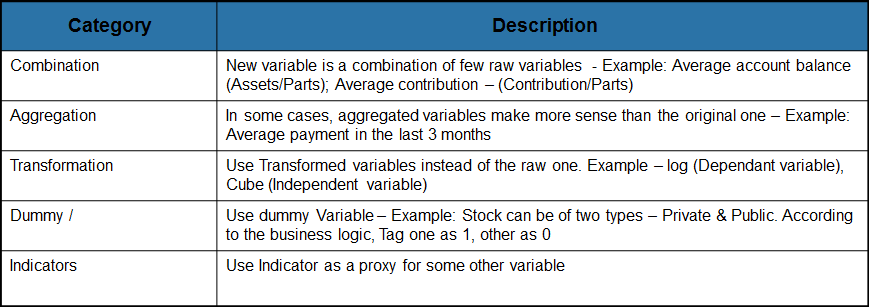 Category Description
Combination New variable is a combination of few raw variables - Example: Average account balance
(Assets/Parts); Average contribution – (Contribution/Parts)
Aggregation In some cases, aggregated variables make more sense than the original one – Example:
Average payment in the last 3 months
Transformation Use Transformed variables instead of the raw one. Example – log (Dependant variable),
Cube (Independent variable)
Dummy / Use dummy Variable – Example: Stock can be of two types – Private & Public. According
to the business logic, Tag one as 1, other as 0
Indicators Use Indicator as a proxy for some other variable